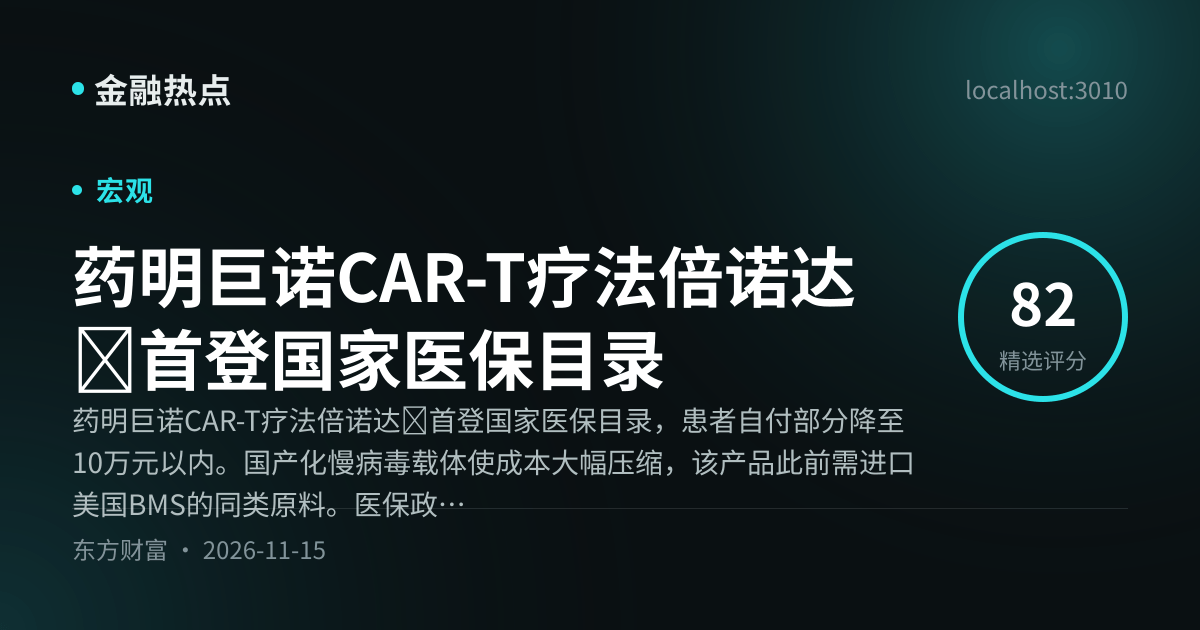 金融热点
localhost:3010
宏观
药明巨诺CAR-T疗法倍诺达
首登国家医保目录
82
精选评分
药明巨诺CAR-T疗法倍诺达首登国家医保目录，患者自付部分降至
10万元以内。国产化慢病毒载体使成本大幅压缩，该产品此前需进口
美国BMS的同类原料。医保政…
东方财富 · 2026-11-15